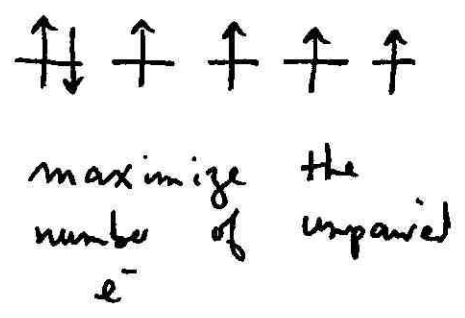 maximize the
number of unpaired
e⁻